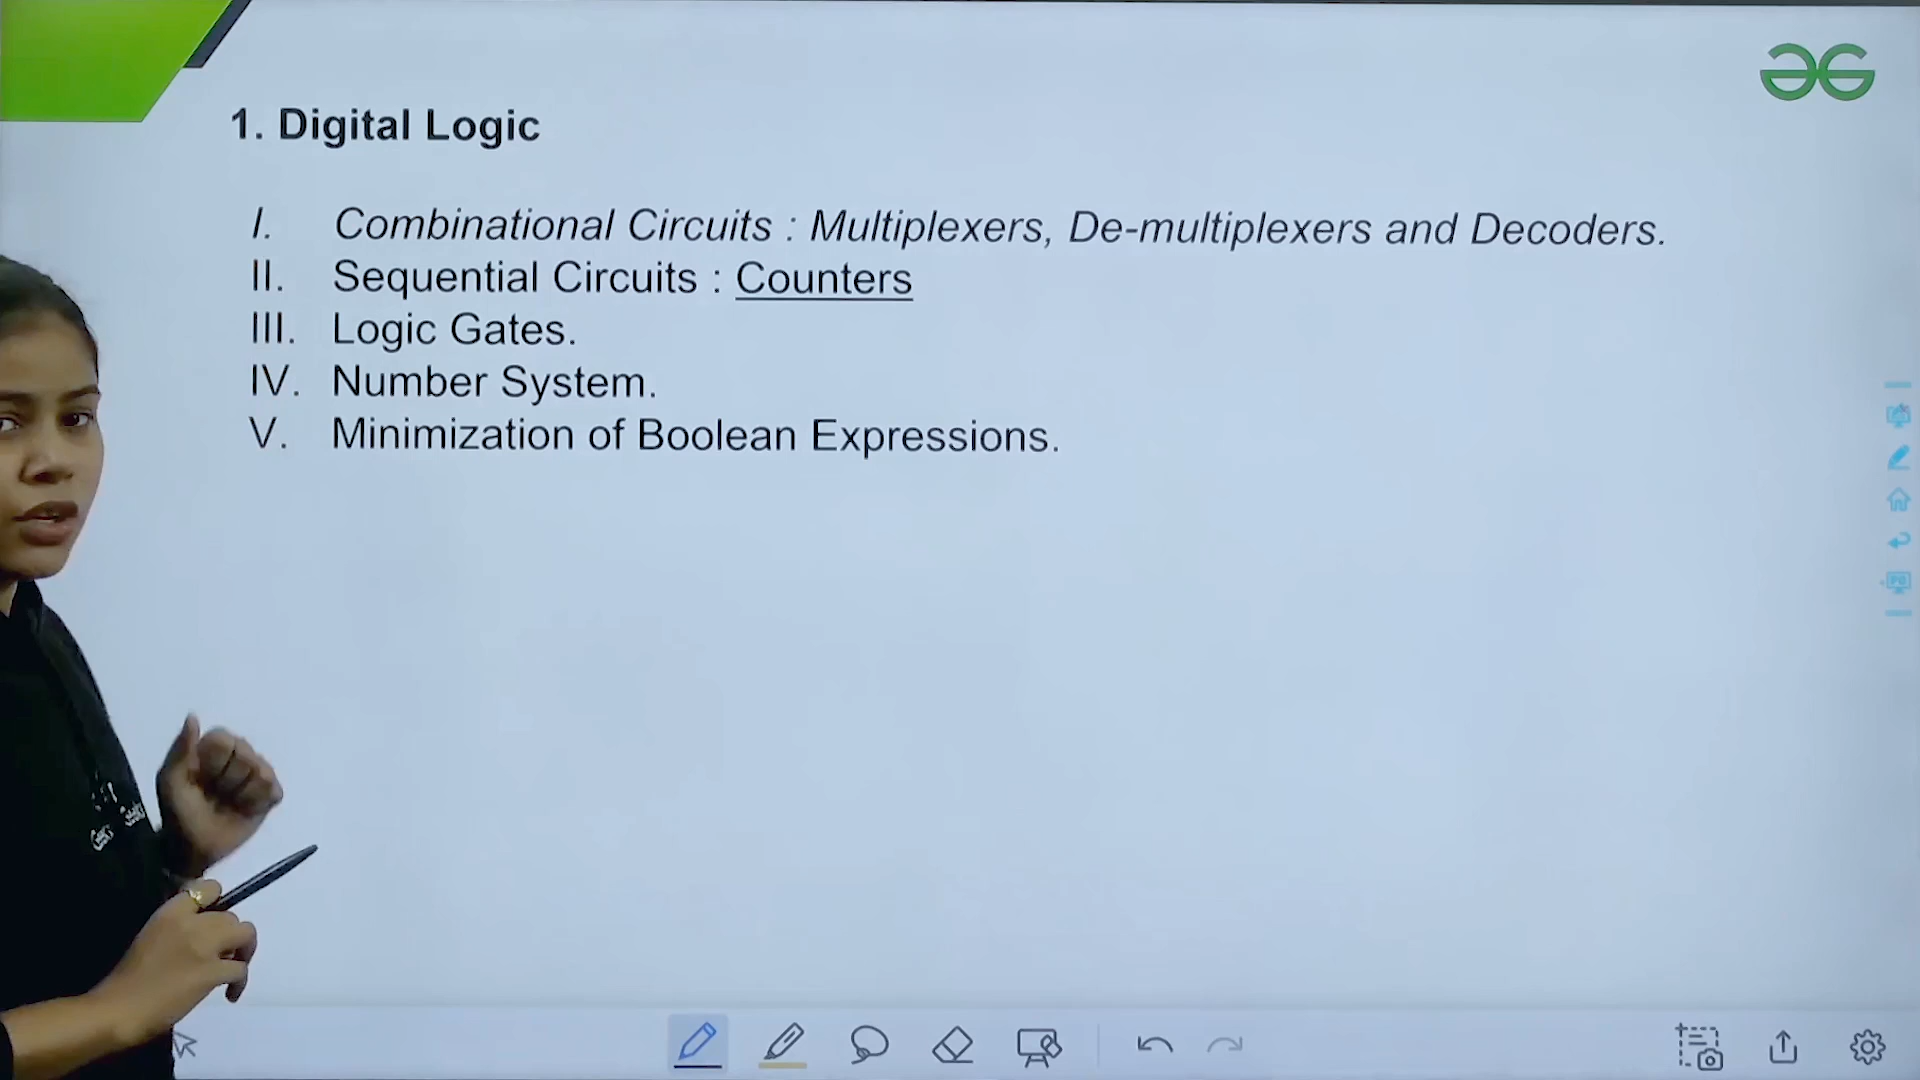 1. Digital Logic
I. Combinational Circuits : Multiplexers, De-multiplexers and Decoders.
II. Sequential Circuits : Counters
III. Logic Gates.
IV. Number System.
V. Minimization of Boolean Expressions.